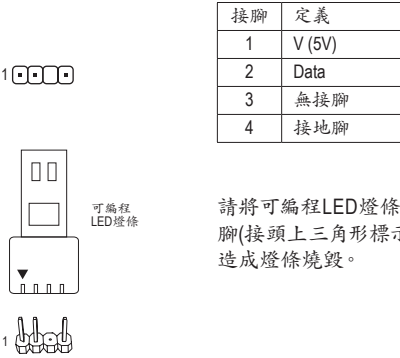 接腳 定義
1 V (5V)
2 Data
3 無接腳
4 接地腳
1
可編程
LED燈條
請將可編程LED燈條
腳(接頭上三角形標示
造成燈條燒毀。
1